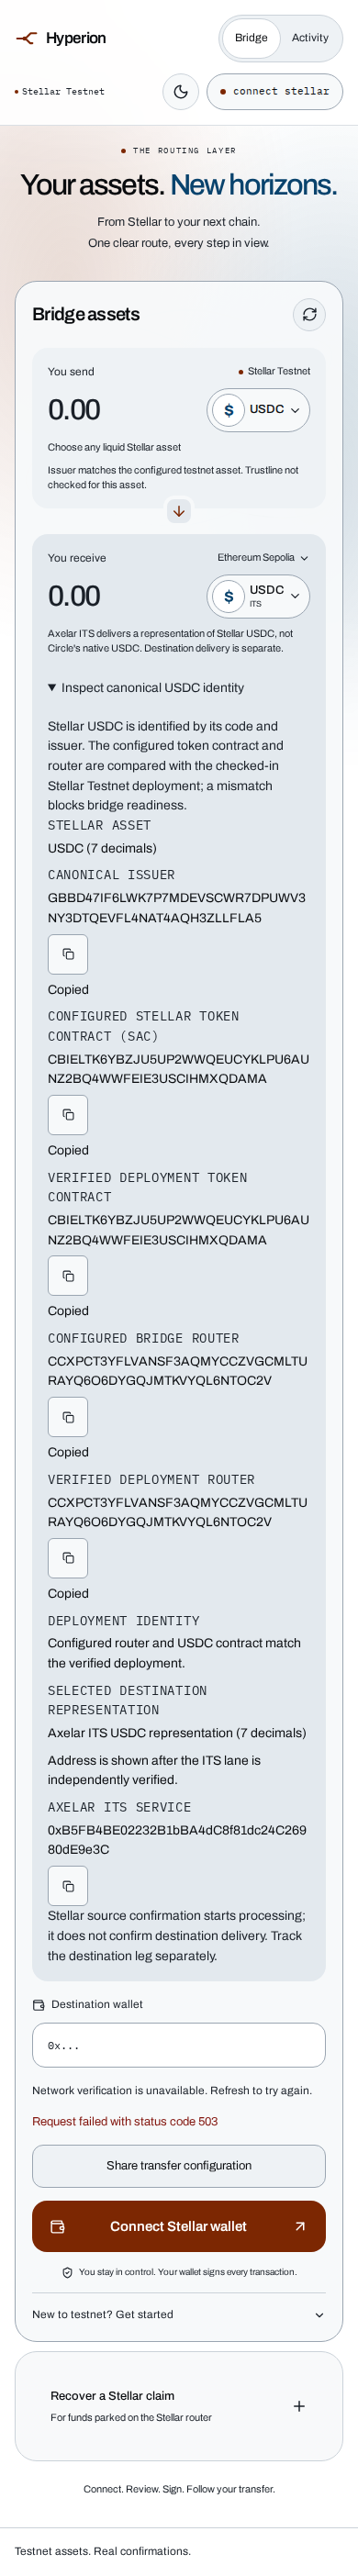 Hyperion
Bridge
Activity
Stellar Testnet
connect stellar
THE ROUTING LAYER
Your assets. New horizons.
From Stellar to your next chain.
One clear route, every step in view.
Bridge assets
You send
Stellar Testnet
0.00
$
USDC
Choose any liquid Stellar asset
Issuer matches the configured testnet asset. Trustline not
checked for this asset.
You receive
Ethereum Sepolia
0.00
$
USDC
ITS
Axelar ITS delivers a representation of Stellar USDC, not
Circle's native USDC. Destination delivery is separate.
▼ Inspect canonical USDC identity
Stellar USDC is identified by its code and
issuer. The configured token contract and
router are compared with the checked-in
Stellar Testnet deployment; a mismatch
blocks bridge readiness.
STELLAR ASSET
USDC (7 decimals)
CANONICAL ISSUER
GBBD47IF6LWK7P7MDEVSCWR7DPUWV3
NY3DTQEVFL4NAT4AQH3ZLLFLA5
Copied
CONFIGURED STELLAR TOKEN
CONTRACT (SAC)
CBIELTK6YBZJU5UP2WWQEUCYKLPU6AU
NZ2BQ4WWFEIE3USCIHMXQDAMA
Copied
VERIFIED DEPLOYMENT TOKEN
CONTRACT
CBIELTK6YBZJU5UP2WWQEUCYKLPU6AU
NZ2BQ4WWFEIE3USCIHMXQDAMA
Copied
CONFIGURED BRIDGE ROUTER
CCXPCT3YFLVANSF3AQMYCCZVGCMLTU
RAYQ6O6DYGQJMTKVYQL6NTOC2V
Copied
VERIFIED DEPLOYMENT ROUTER
CCXPCT3YFLVANSF3AQMYCCZVGCMLTU
RAYQ6O6DYGQJMTKVYQL6NTOC2V
Copied
DEPLOYMENT IDENTITY
Configured router and USDC contract match
the verified deployment.
SELECTED DESTINATION
REPRESENTATION
Axelar ITS USDC representation (7 decimals)
Address is shown after the ITS lane is
independently verified.
AXELAR ITS SERVICE
0xB5FB4BE02232B1bBA4dC8f81dc24C269
80dE9e3C
Stellar source confirmation starts processing;
it does not confirm destination delivery. Track
the destination leg separately.
Destination wallet
0x...
Network verification is unavailable. Refresh to try again.
Request failed with status code 503
Share transfer configuration
Connect Stellar wallet
You stay in control. Your wallet signs every transaction.
New to testnet? Get started
Recover a Stellar claim
For funds parked on the Stellar router
Connect. Review. Sign. Follow your transfer.
Testnet assets. Real confirmations.